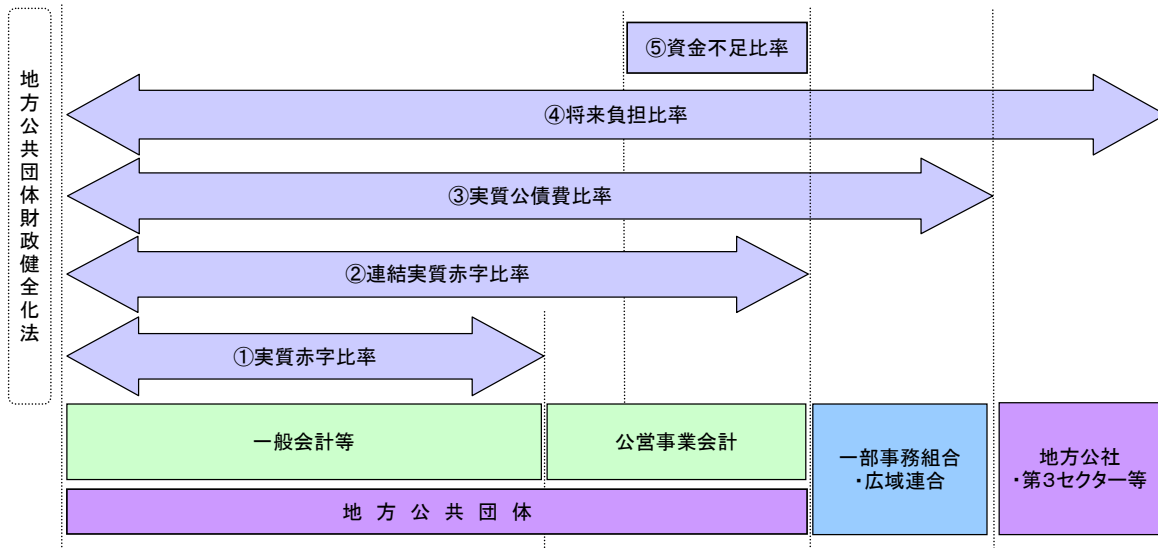 地方公共団体財政健全化法
⑤資金不足比率
④将来負担比率
③実質公債費比率
②連結実質赤字比率
①実質赤字比率
一般会計等
公営事業会計
一部事務組合
・広域連合
地方公社
・第3セクター等
地方公共団体